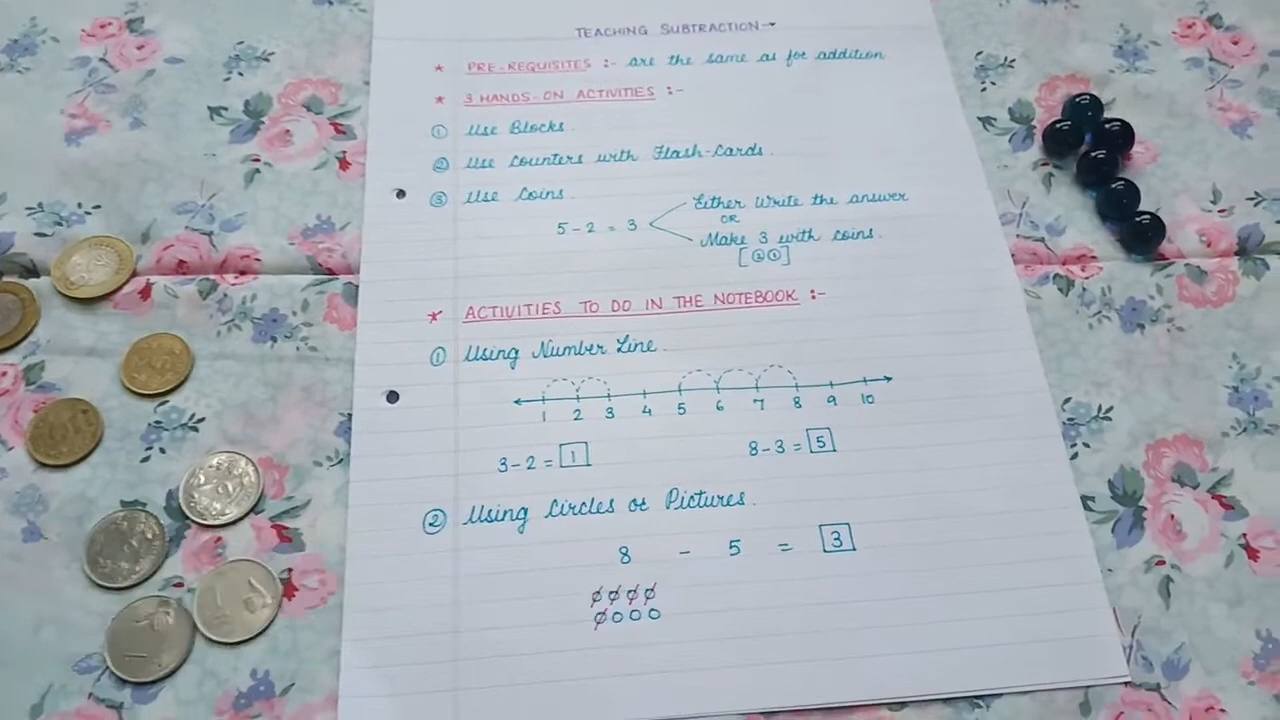 TEACHING SUBTRACTION→
* PRE-REQUISITES :- are the same as for addition
* 3 HANDS-ON ACTIVITIES :-
① Use Blocks.
② Use Counters with Flash-Cards.
③ Use Coins.
Either Write the answer
5 - 2 = 3
OR
Make 3 with coins.
[②①]
* ACTIVITIES TO DO IN THE NOTEBOOK :-
① Using Number Line.
1 2 3 4 5 6 7 8 9 10
3 - 2 = 1 8 - 3 = 5
② Using Circles or Pictures.
8 - 5 = 3